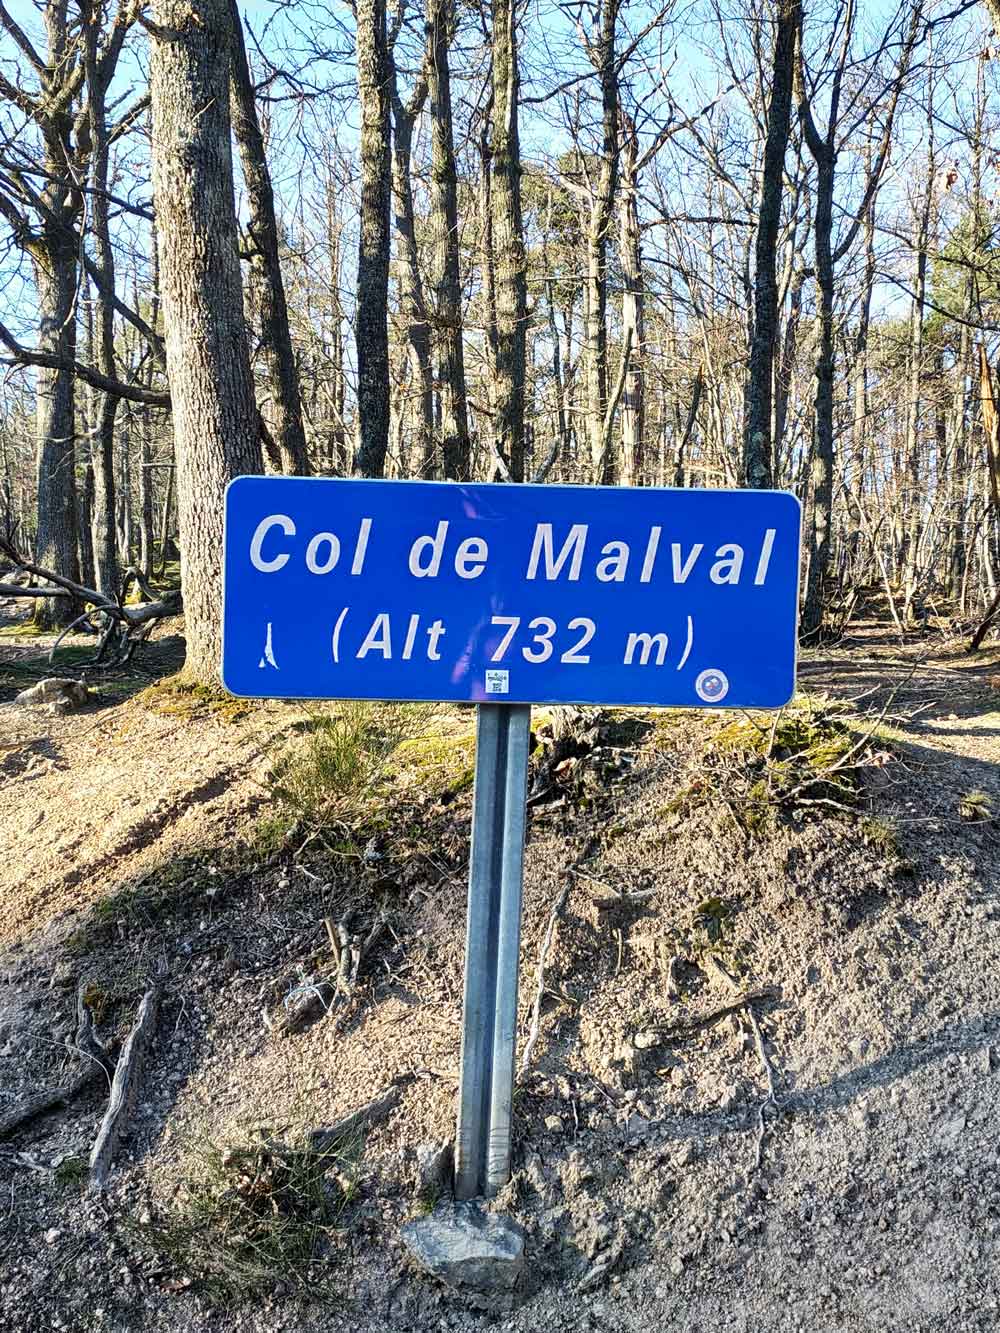 Col de Malval
(Alt 732 m)